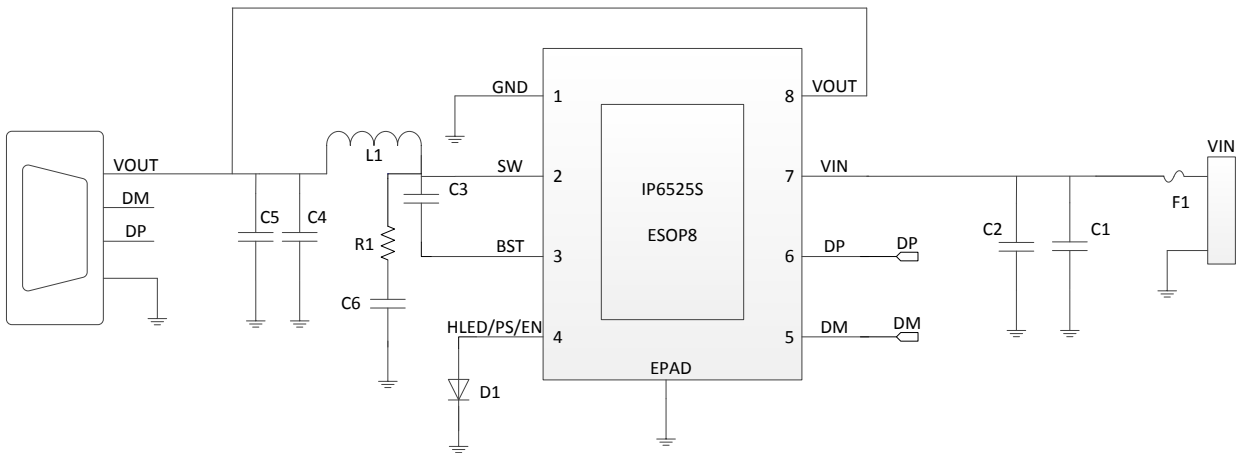 GND
1
8
VOUT
VIN
VOUT
L1
SW
2
7
VIN
C3
IP6525S
F1
DM
C5
C4
C2
C1
ESOP8
DP
R1
BST
3
6
DP
DP
C6
HLED/PS/EN
4
5
DM
DM
EPAD
D1